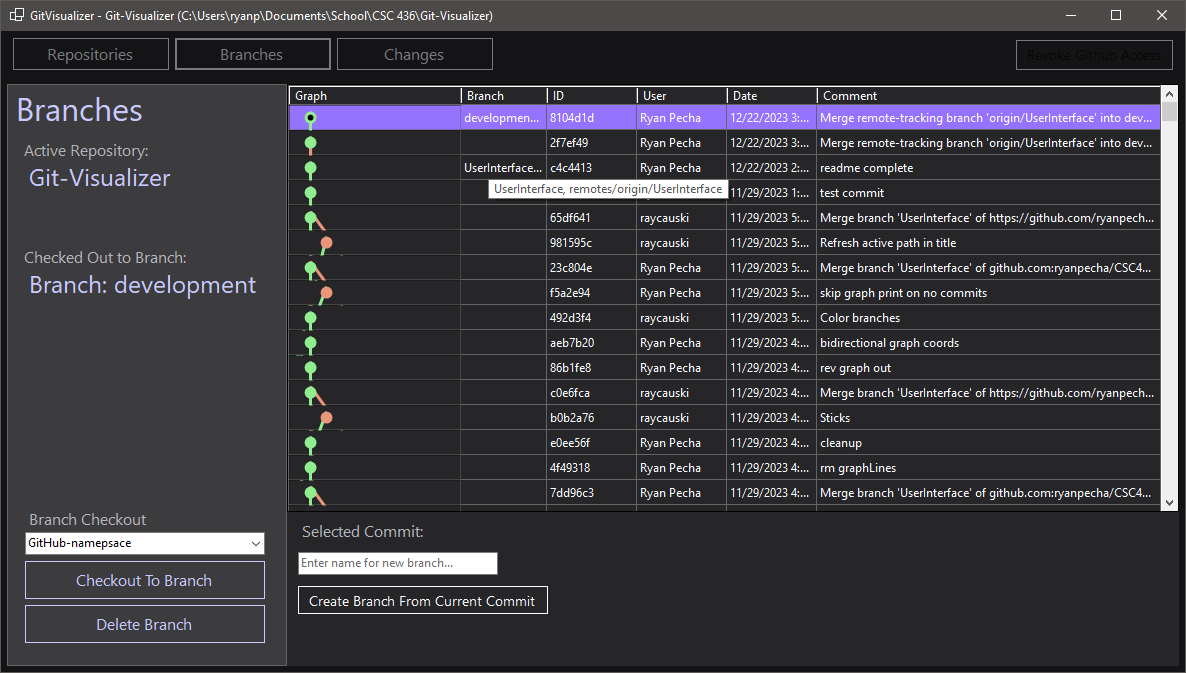 GitVisualizer - Git-Visualizer (C:\Users\ryanp\Documents\School\CSC 436\Git-Visualizer)
Repositories Branches Changes Revoke Github Access
Branches
Active Repository:
Git-Visualizer
Checked Out to Branch:
Branch: development
Branch Checkout
GitHub-namepsace
Checkout To Branch
Delete Branch
Graph Branch ID User Date Comment
developmen... 8104d1d Ryan Pecha 12/22/2023 3:... Merge remote-tracking branch 'origin/UserInterface' into dev...
2f7ef49 Ryan Pecha 12/22/2023 3:... Merge remote-tracking branch 'origin/UserInterface' into dev...
UserInterface... c4c4413 Ryan Pecha 12/22/2023 2:... readme complete
UserInterface, remotes/origin/UserInterface 11/29/2023 1:... test commit
65df641 raycauski 11/29/2023 5:... Merge branch 'UserInterface' of https://github.com/ryanpech...
981595c raycauski 11/29/2023 5:... Refresh active path in title
23c804e Ryan Pecha 11/29/2023 5:... Merge branch 'UserInterface' of github.com:ryanpecha/CSC4...
f5a2e94 Ryan Pecha 11/29/2023 5:... skip graph print on no commits
492d3f4 raycauski 11/29/2023 5:... Color branches
aeb7b20 Ryan Pecha 11/29/2023 4:... bidirectional graph coords
86b1fe8 Ryan Pecha 11/29/2023 4:... rev graph out
c0e6fca raycauski 11/29/2023 4:... Merge branch 'UserInterface' of https://github.com/ryanpech...
b0b2a76 raycauski 11/29/2023 4:... Sticks
e0ee56f Ryan Pecha 11/29/2023 4:... cleanup
4f49318 Ryan Pecha 11/29/2023 4:... rm graphLines
7dd96c3 Ryan Pecha 11/29/2023 4:... Merge branch 'UserInterface' of github.com:ryanpecha/CSC4...
Selected Commit:
Enter name for new branch...
Create Branch From Current Commit